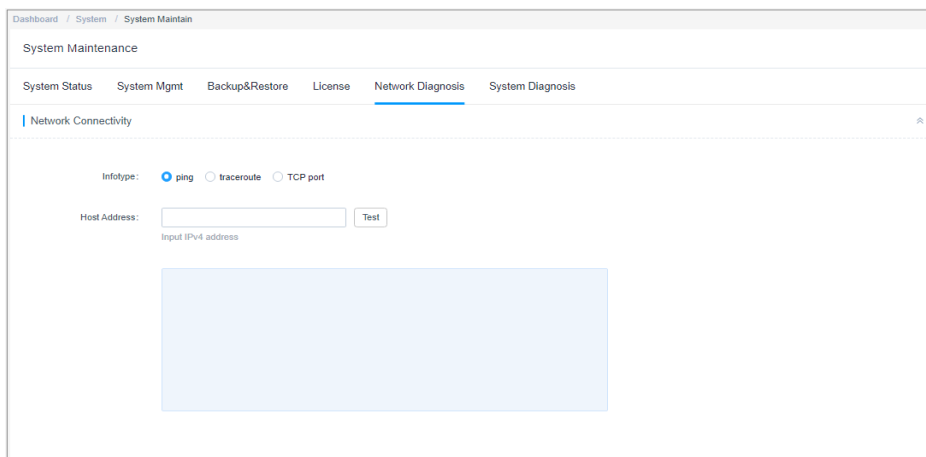 Dashboard / System / System Maintain
System Maintenance
System Status System Mgmt Backup&Restore License Network Diagnosis System Diagnosis
Network Connectivity
Infotype: ping traceroute TCP port
Host Address: Test
Input IPv4 address